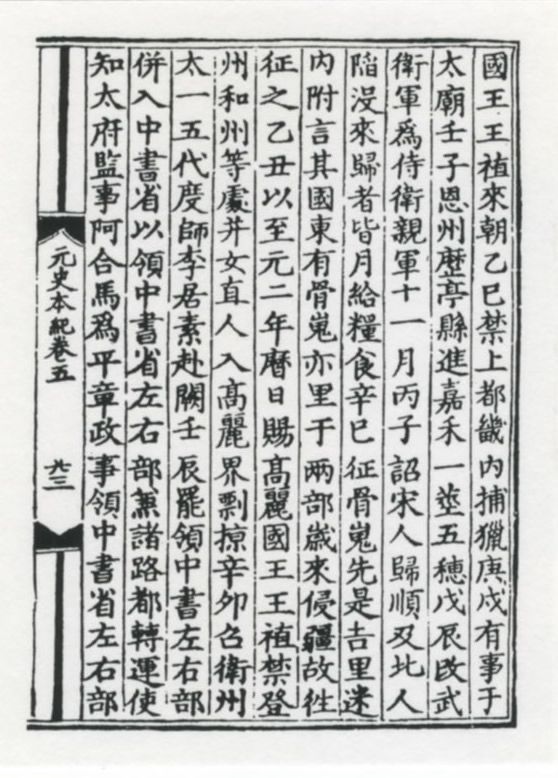 國王王禃來朝乙巳禁上都畿內捕獵庚戌有事于
太廟壬子恩州歷亭縣進嘉禾一莖五穗戊辰改武
衛軍爲侍衛親軍十一月丙子詔宋人歸順及北人
陷没來歸者皆月給糧食辛巳征骨嵬先是吉里迷
內附言其國東有骨嵬亦里于兩部歲來侵疆故往
征之乙丑以至元二年曆日賜高麗國王王禃禁登
州和州等處并女直人入高麗界剽掠辛卯召衛州
太一五代度師李居素赴闕壬辰罷領中書左右部
併入中書省以領中書省左右部兼諸路都轉運使
知太府監事阿合馬爲平章政事領中書省左右部
元史本紀卷五
廿三